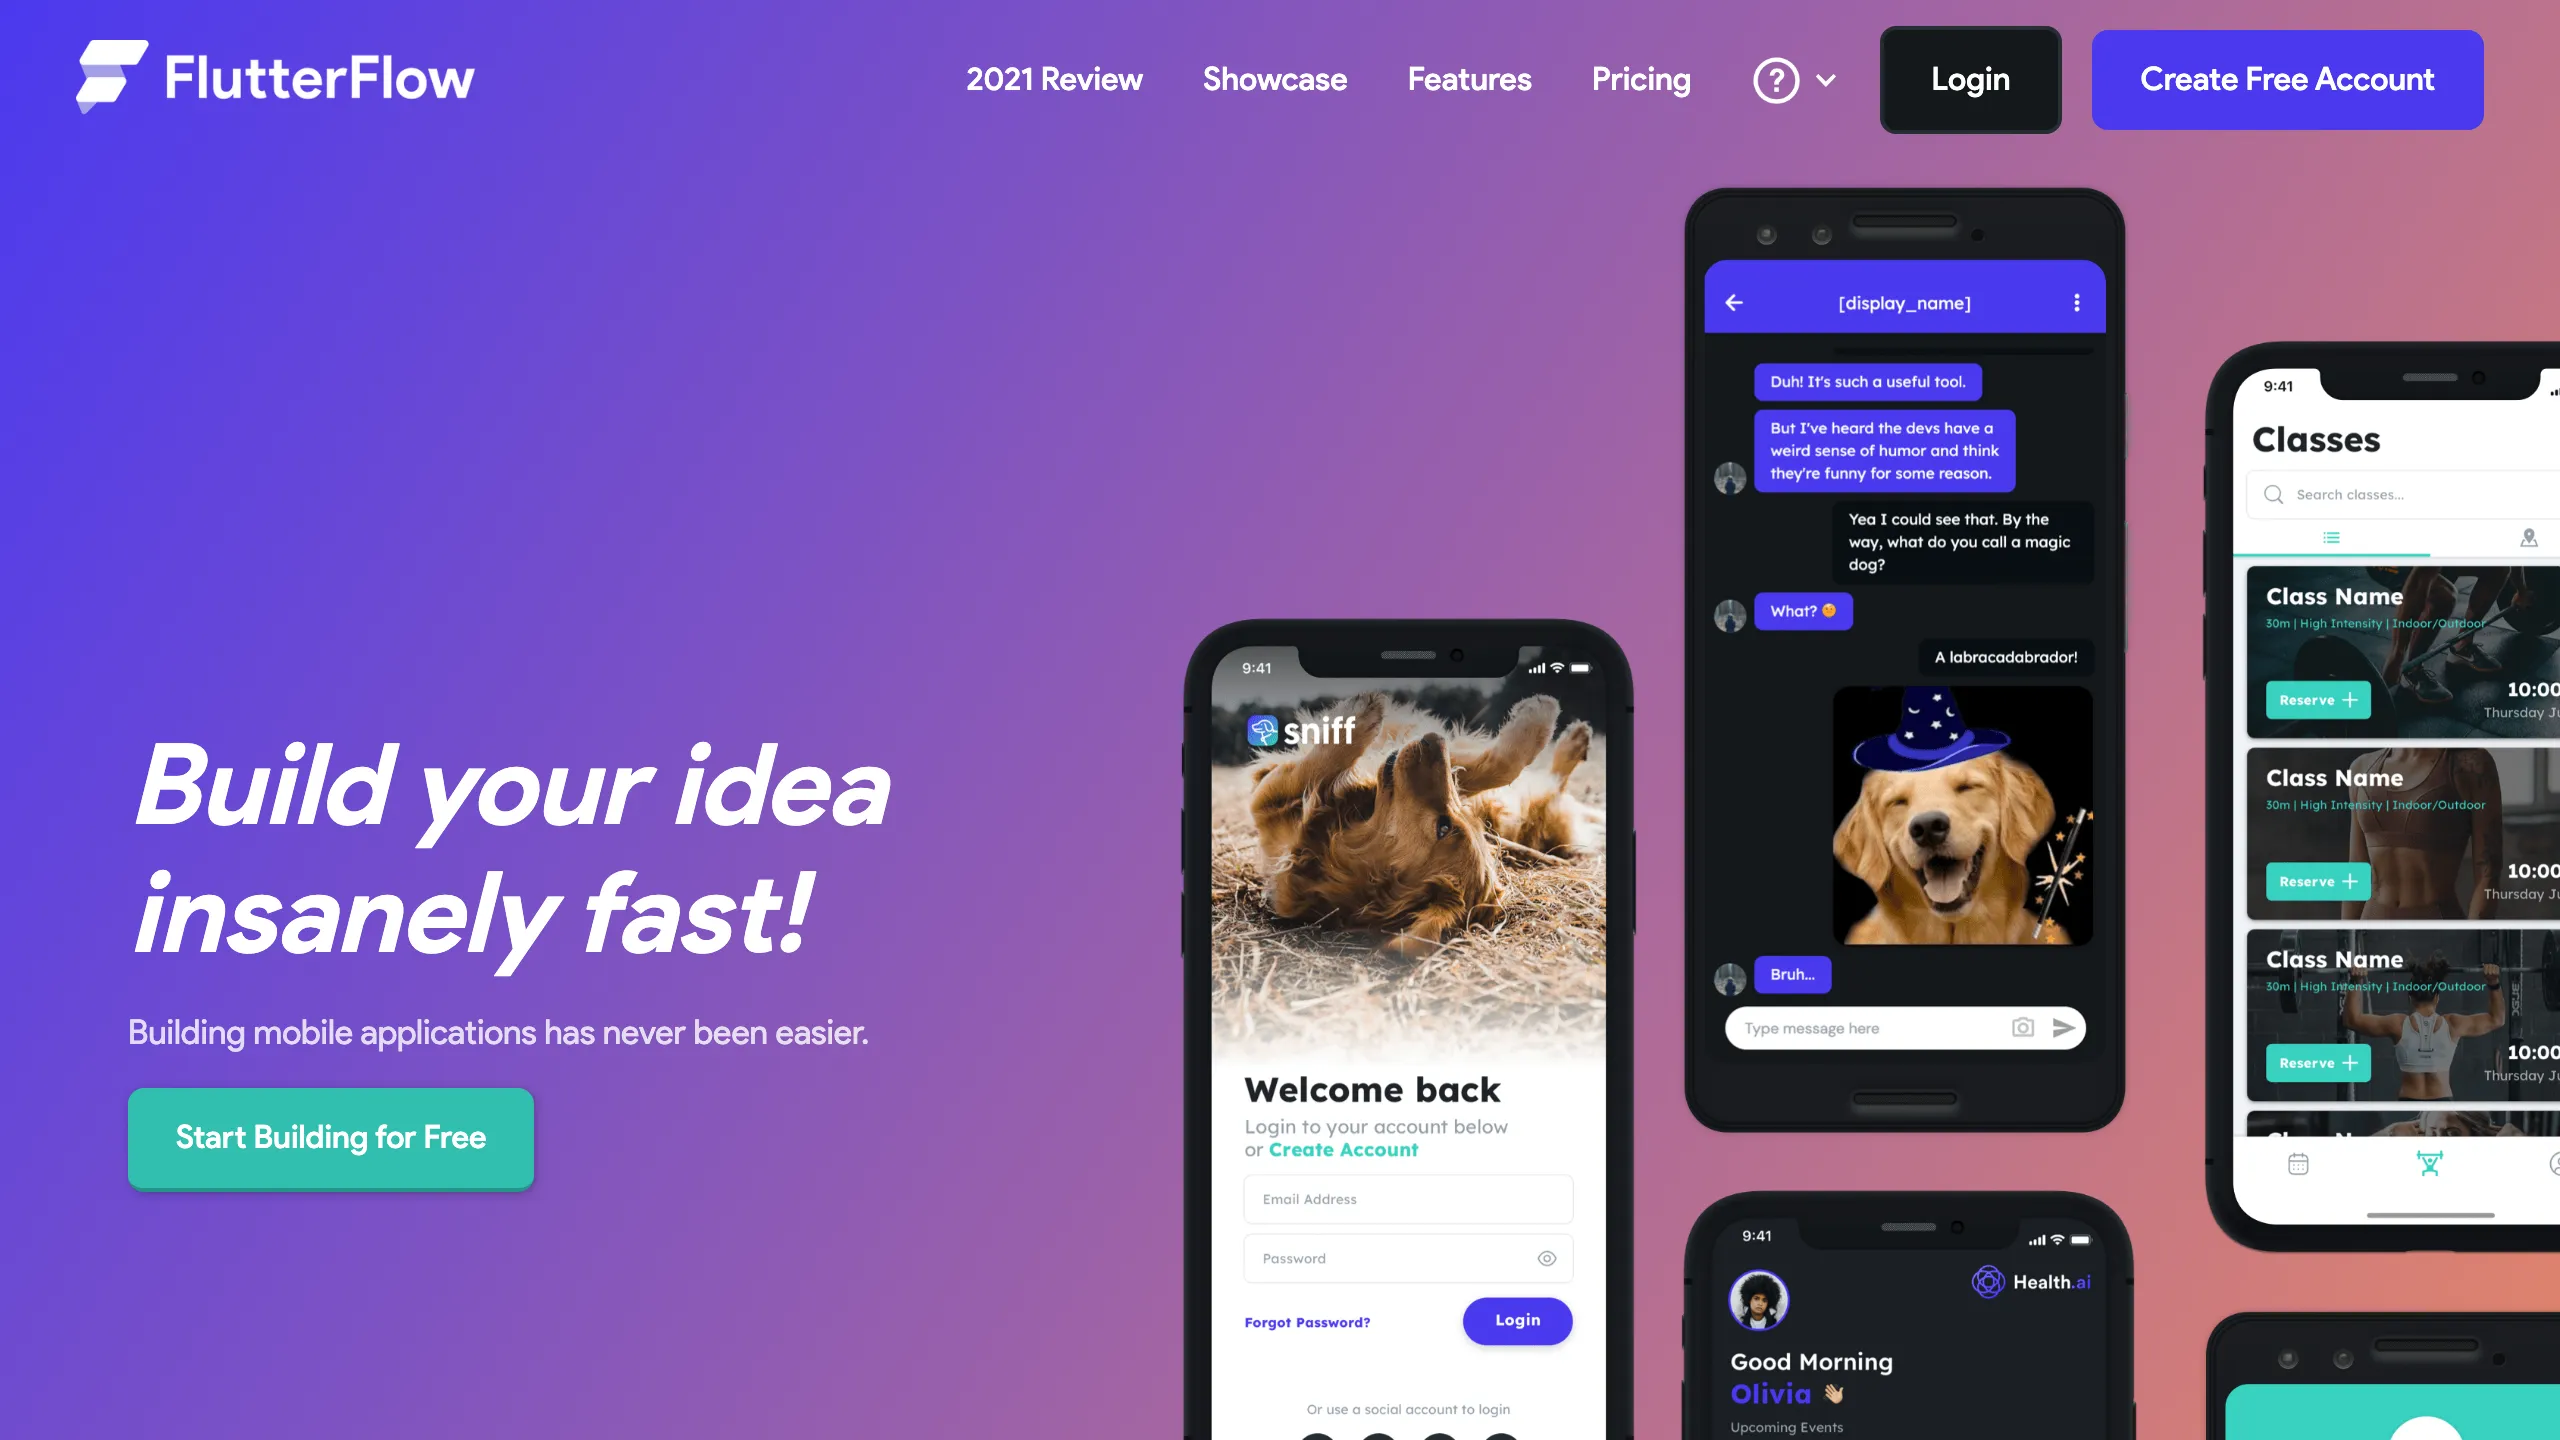 FlutterFlow
2021 Review
Showcase
Features
Pricing
?
Login
Create Free Account
Build your idea
insanely fast!
Building mobile applications has never been easier.
Start Building for Free
9:41
sniff
Welcome back
Login to your account below
or Create Account
Email Address
Password
Forgot Password?
Login
Or use a social account to login
[display_name]
Duh! It's such a useful tool.
But I've heard the devs have a
weird sense of humor and think
they're funny for some reason.
Yea I could see that. By the
way, what do you call a magic
dog?
What? 🤨
A labracadabrador!
Bruh...
Type message here
9:41
Health.ai
Good Morning
Olivia 👋🏼
Upcoming Events
9:41
Classes
Search classes...
Class Name
30m | High Intensity | Indoor/Outdoor
Reserve +
10:00
Thursday
Class Name
30m | High Intensity | Indoor/Outdoor
Reserve +
10:00
Thursday
Class Name
30m | High Intensity | Indoor/Outdoor
Reserve +
10:00
Thursday